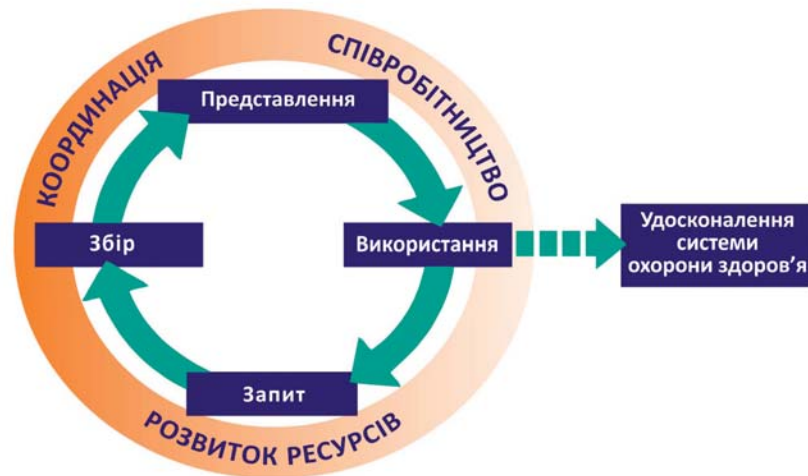 КООРДИНАЦІЯ
СПІВРОБІТНИЦТВО
Представлення
Збір
Використання
Удосконалення
системи
охорони здоров’я
Запит
РОЗВИТОК РЕСУРСІВ